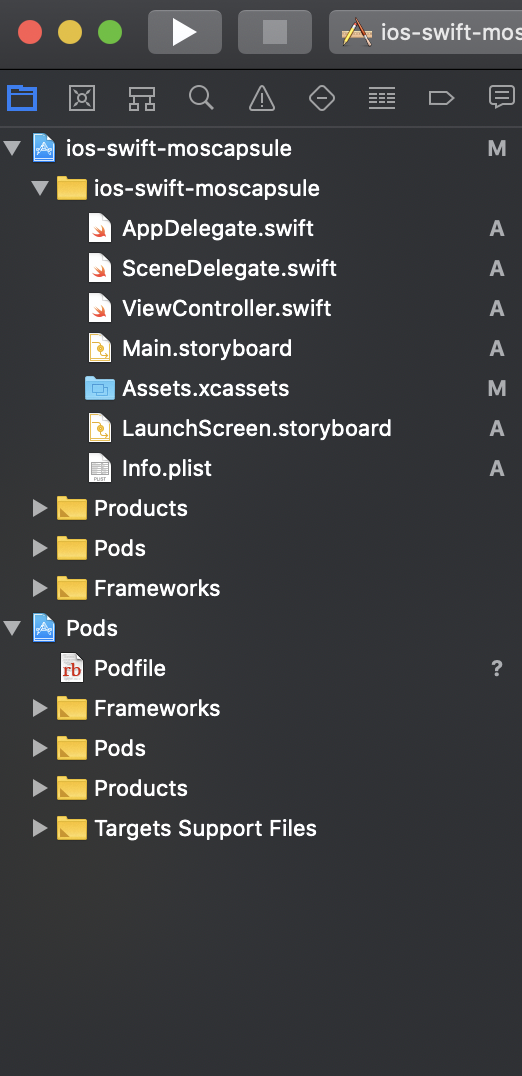 ios-swift-mos
ios-swift-moscapsule M
ios-swift-moscapsule
AppDelegate.swift A
SceneDelegate.swift A
ViewController.swift A
Main.storyboard A
Assets.xcassets M
LaunchScreen.storyboard A
PLIST Info.plist A
Products
Pods
Frameworks
Pods
rb Podfile ?
Frameworks
Pods
Products
Targets Support Files